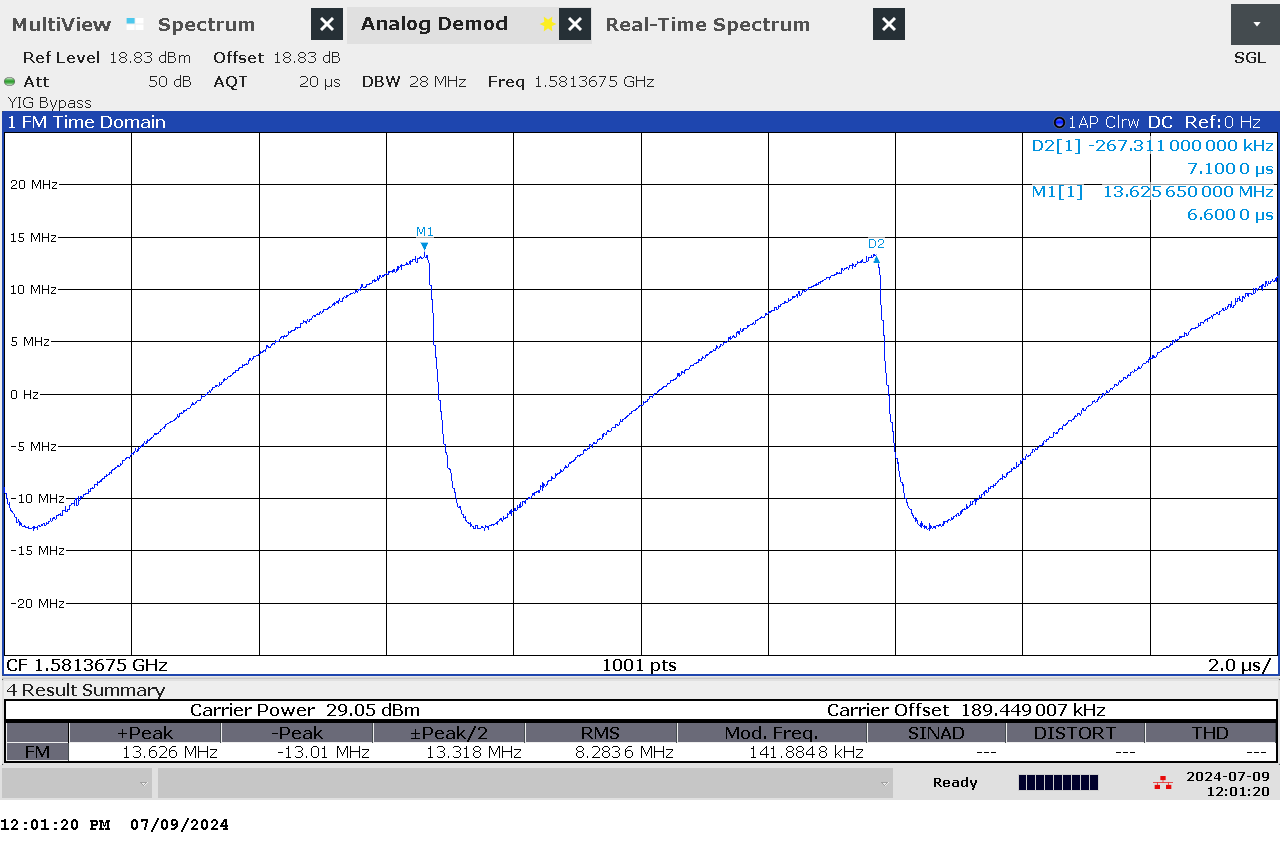 MultiView Spectrum Analog Demod Real-Time Spectrum
Ref Level 18.83 dBm Offset 18.83 dB SGL
Att 50 dB AQT 20 µs DBW 28 MHz Freq 1.5813675 GHz
YIG Bypass
1 FM Time Domain 1AP Clrw DC Ref:0 Hz
D2[1] -267.311 000 000 kHz
7.100 0 µs
M1[1] 13.625 650 000 MHz
6.600 0 µs
20 MHz
M1
15 MHz
D2
10 MHz
5 MHz
0 Hz
-5 MHz
-10 MHz
-15 MHz
-20 MHz
CF 1.5813675 GHz 1001 pts 2.0 µs/
4 Result Summary
Carrier Power 29.05 dBm Carrier Offset 189.449 007 kHz
+Peak -Peak ±Peak/2 RMS Mod. Freq. SINAD DISTORT THD
FM 13.626 MHz -13.01 MHz 13.318 MHz 8.2836 MHz 141.8848 kHz --- --- ---
Ready 2024-07-09
12:01:20
12:01:20 PM 07/09/2024